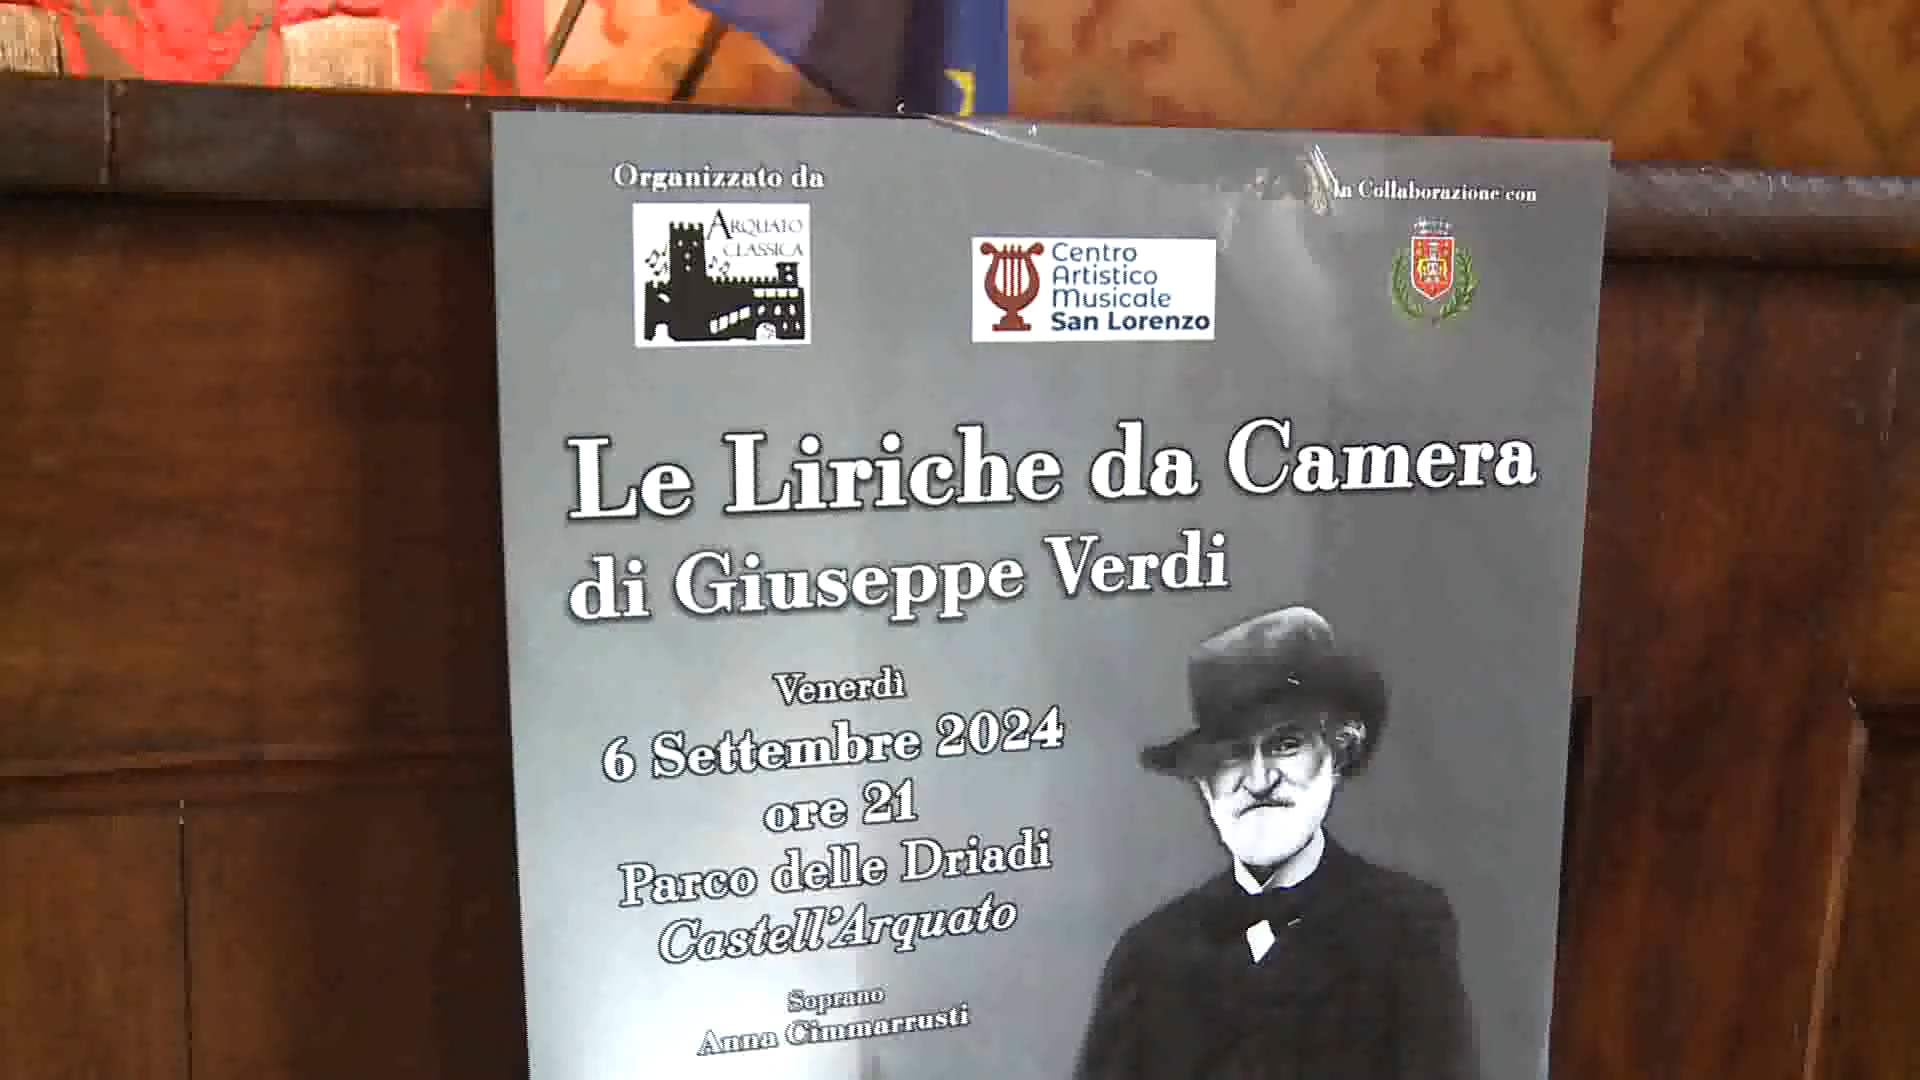 Organizzato da
ARQUATO
CLASSICA
Centro
Artistico
Musicale
San Lorenzo
In Collaborazione con
Le Liriche da Camera
di Giuseppe Verdi
Venerdì
6 Settembre 2024
ore 21
Parco delle Driadi
Castell'Arquato
Soprano
Anna Cimmarrusti